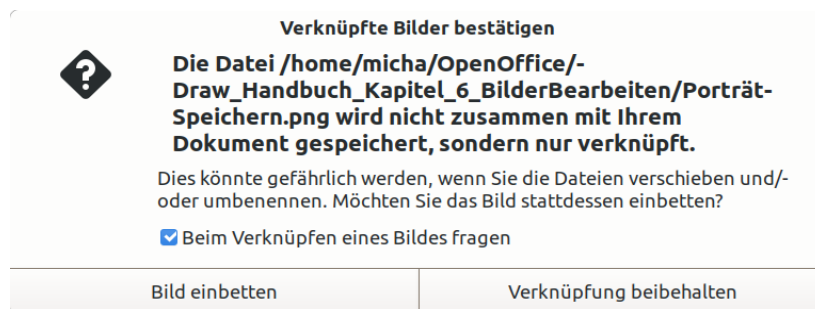 Verknüpfte Bilder bestätigen
Die Datei /home/micha/OpenOffice/-
Draw_Handbuch_Kapitel_6_BilderBearbeiten/Porträt-
Speichern.png wird nicht zusammen mit Ihrem
Dokument gespeichert, sondern nur verknüpft.
Dies könnte gefährlich werden, wenn Sie die Dateien verschieben und/-
oder umbenennen. Möchten Sie das Bild stattdessen einbetten?
Beim Verknüpfen eines Bildes fragen
Bild einbetten
Verknüpfung beibehalten